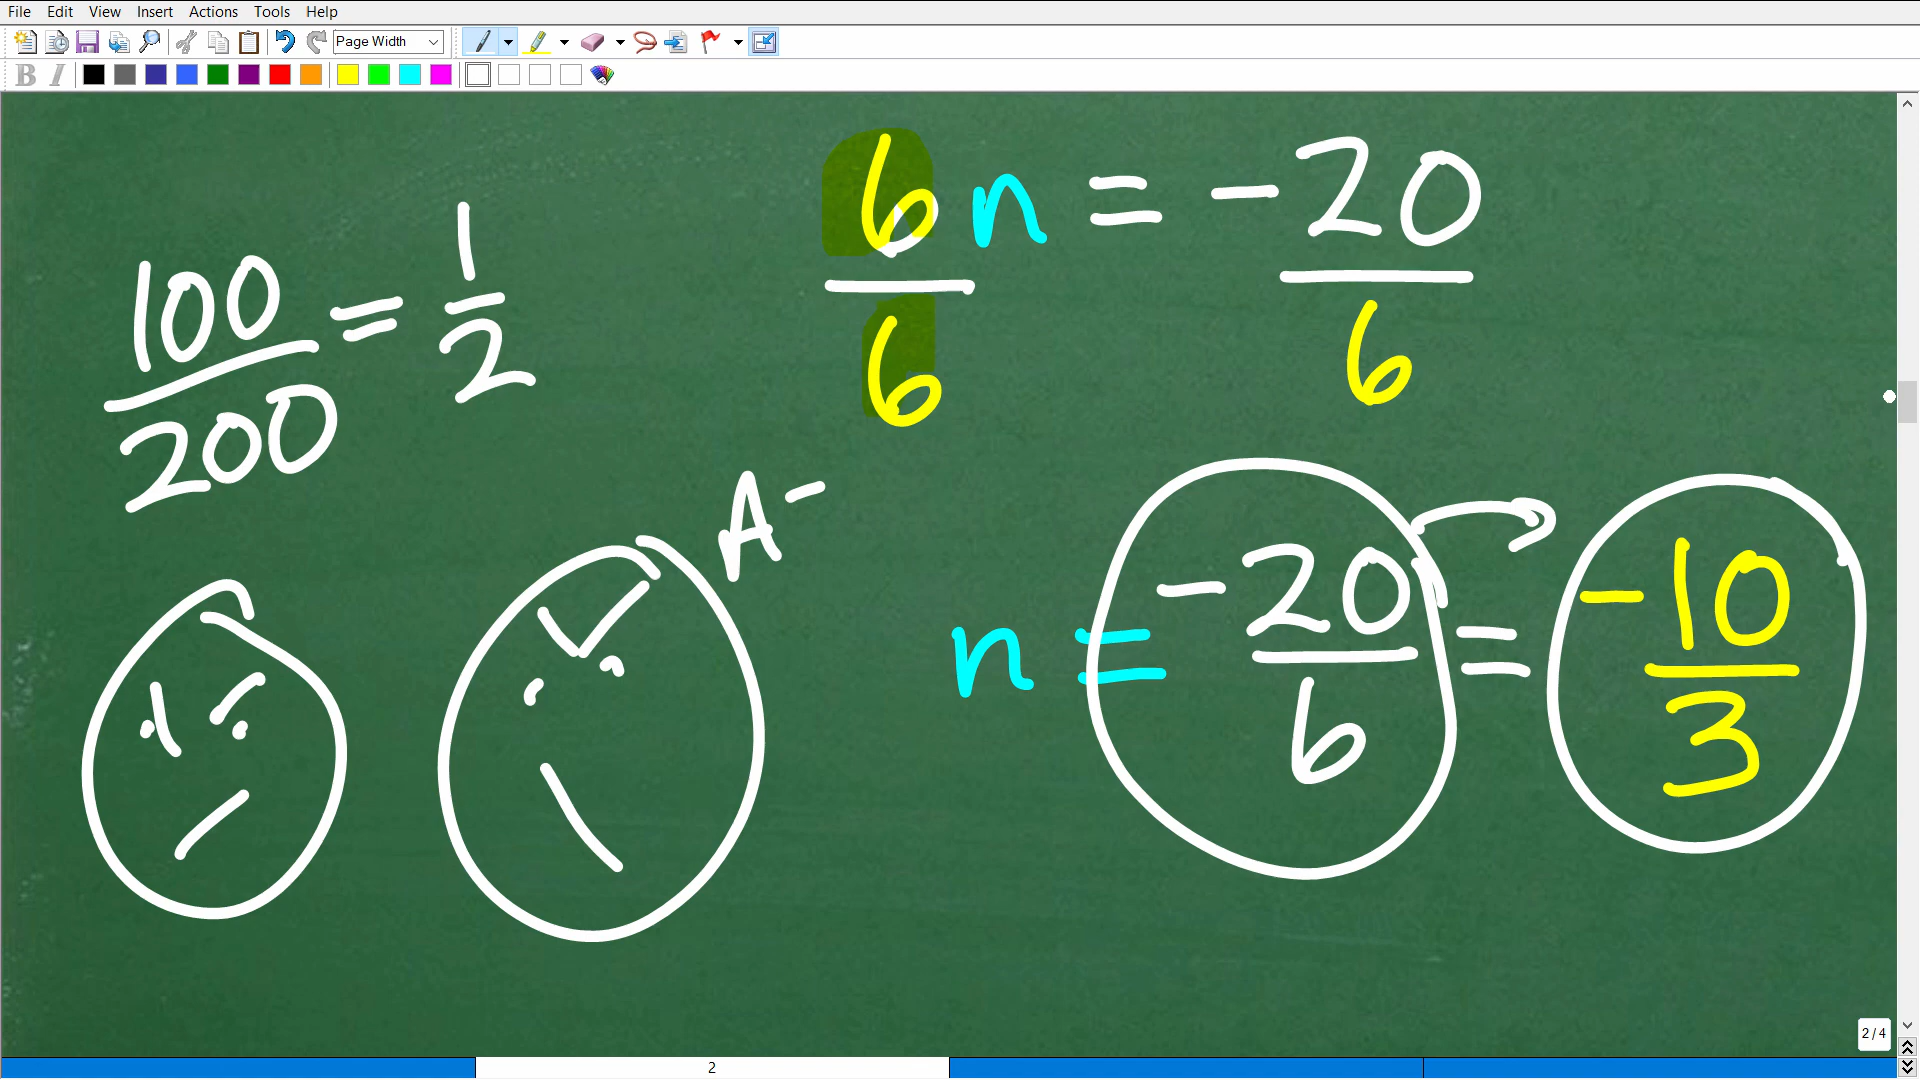 File Edit View Insert Actions Tools Help
Page Width
B I
6n = -20
6 6
100 = 1
200 2
A-
n = -20 = -10
6 3
2 / 4
2